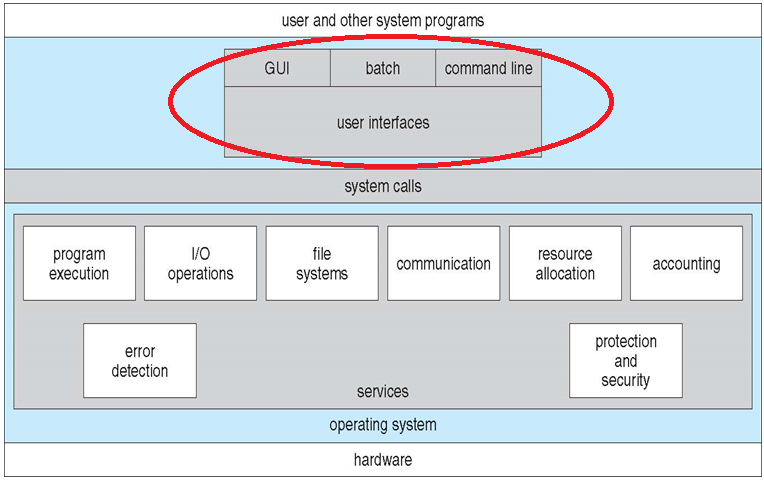 user and other system programs
GUI
batch
command line
user interfaces
system calls
program
execution
I/O
operations
file
systems
communication
resource
allocation
accounting
error
detection
protection
and
security
services
operating system
hardware